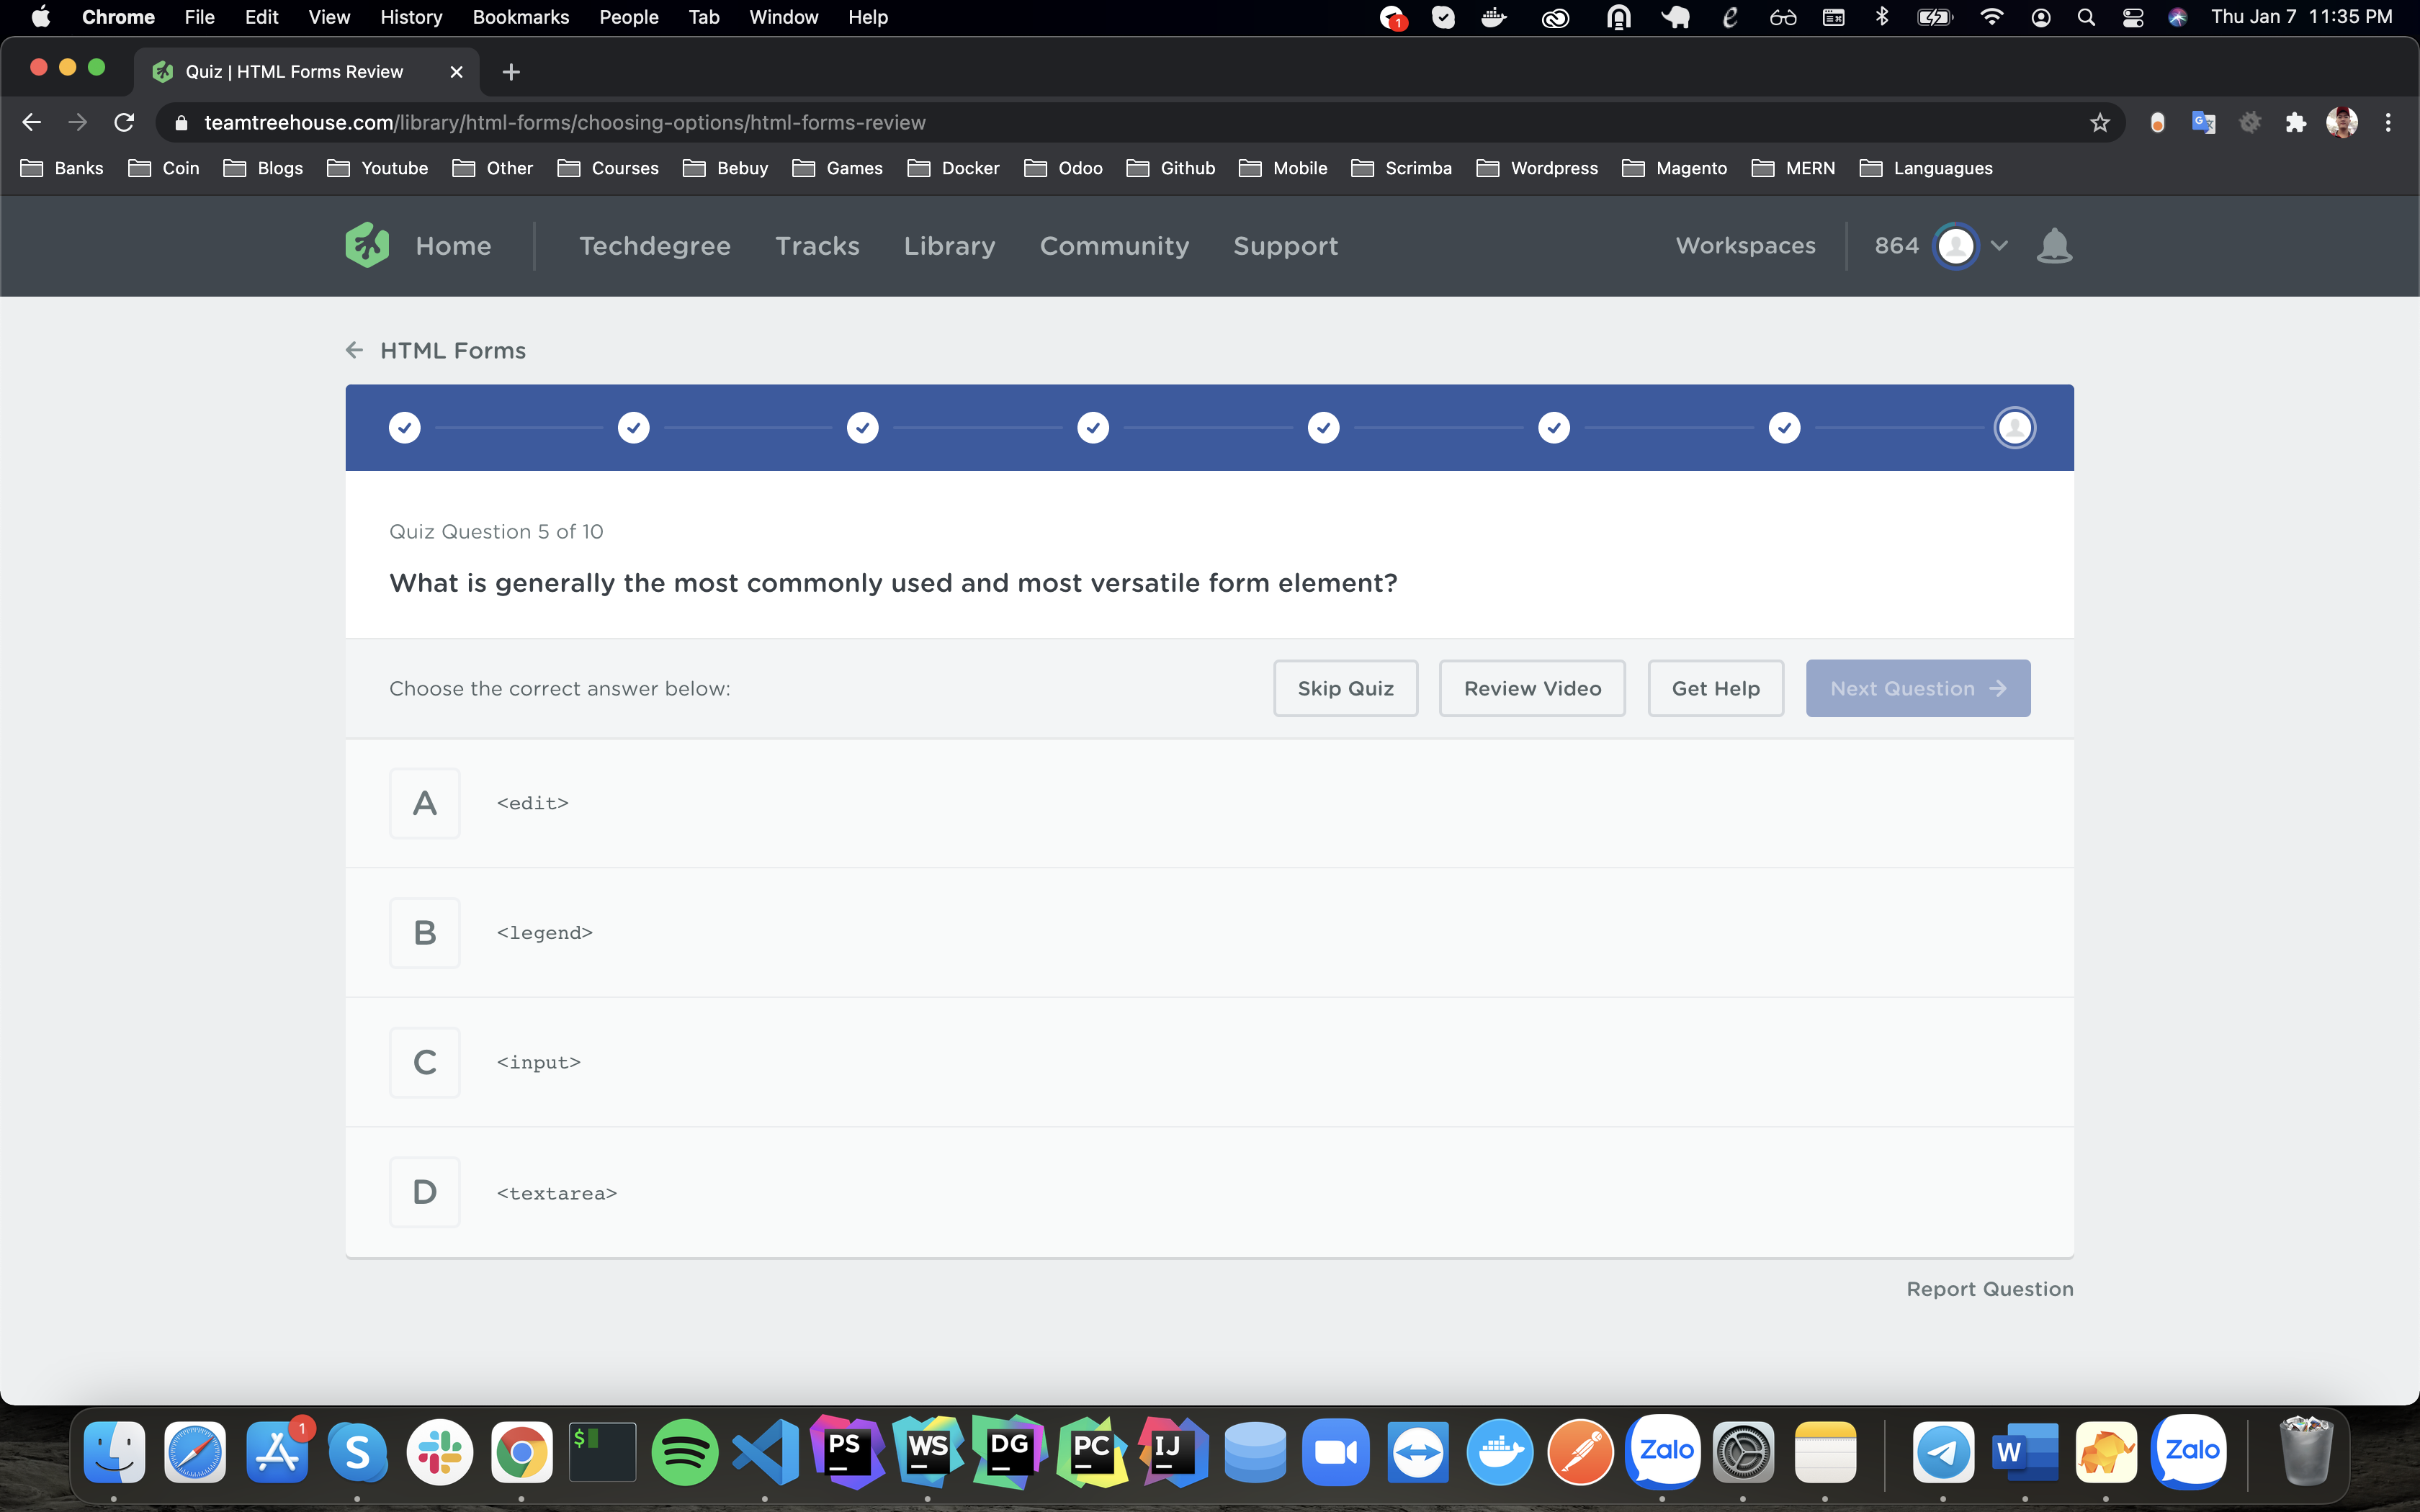 Chrome File Edit View History Bookmarks People Tab Window Help
1
Thu Jan 7 11:35 PM
Quiz | HTML Forms Review
teamtreehouse.com/library/html-forms/choosing-options/html-forms-review
Banks Coin Blogs Youtube Other Courses Bebuy Games Docker Odoo Github Mobile Scrimba Wordpress Magento MERN Languagues
Home Techdegree Tracks Library Community Support Workspaces 864
HTML Forms
Quiz Question 5 of 10
What is generally the most commonly used and most versatile form element?
Choose the correct answer below:
Skip Quiz Review Video Get Help Next Question
A <edit>
B <legend>
C <input>
D <textarea>
Report Question
1 S $ PS WS DG PC IJ Zalo W Zalo